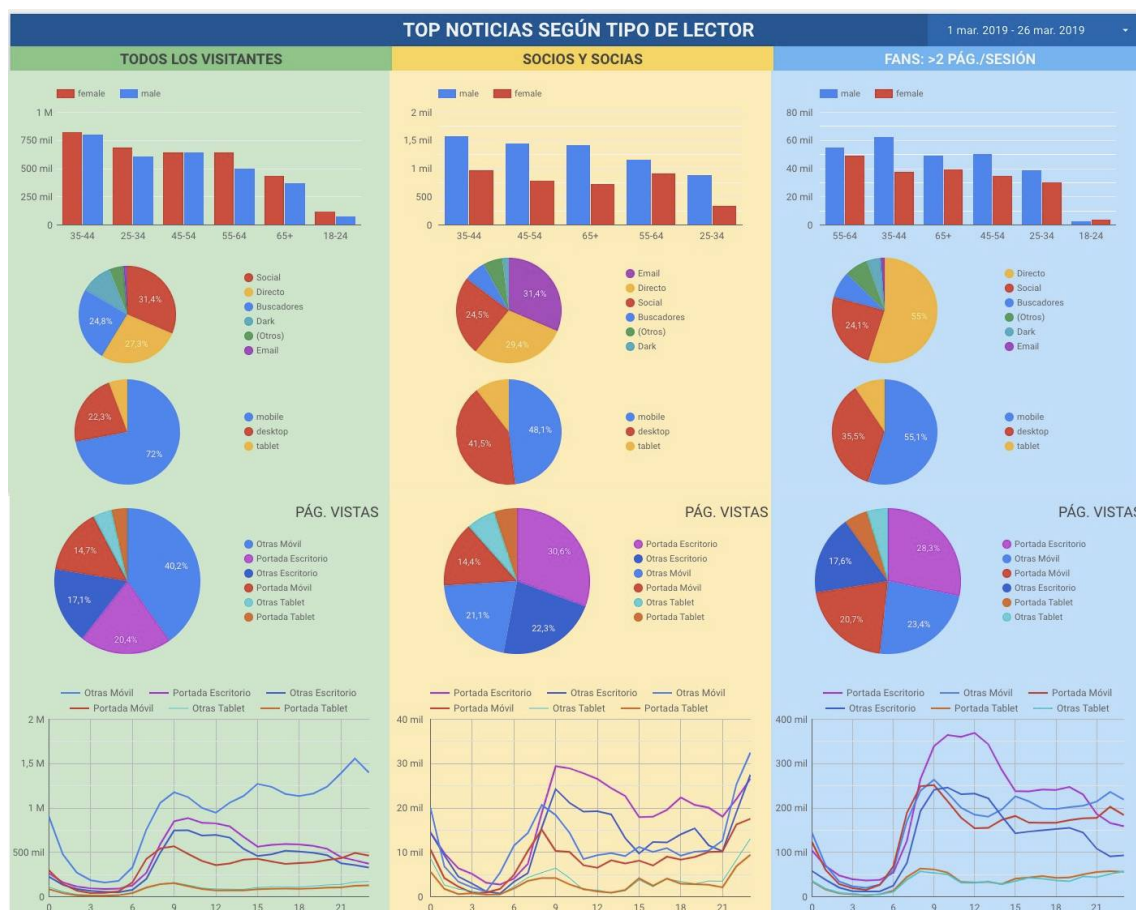 TOP NOTICIAS SEGÚN TIPO DE LECTOR
1 mar. 2019 - 26 mar. 2019
TODOS LOS VISITANTES
female
male
1 M
750 mil
500 mil
250 mil
0
35-44
25-34
45-54
55-64
65+
18-24
31,4%
27,3%
24,8%
Social
Directo
Buscadores
Dark
(Otros)
Email
22,3%
72%
mobile
desktop
tablet
PÁG. VISTAS
40,2%
20,4%
17,1%
14,7%
Otras Móvil
Portada Escritorio
Otras Escritorio
Portada Móvil
Otras Tablet
Portada Tablet
Otras Móvil
Portada Escritorio
Otras Escritorio
Portada Móvil
Otras Tablet
Portada Tablet
2 M
1,5 M
1 M
500 mil
0
0
3
6
9
12
15
18
21
SOCIOS Y SOCIAS
male
female
2 mil
1,5 mil
1 mil
500
0
35-44
45-54
65+
55-64
25-34
31,4%
29,4%
24,5%
Email
Directo
Social
Buscadores
(Otros)
Dark
48,1%
41,5%
mobile
desktop
tablet
PÁG. VISTAS
30,6%
22,3%
21,1%
14,4%
Portada Escritorio
Otras Escritorio
Otras Móvil
Portada Móvil
Otras Tablet
Portada Tablet
Portada Escritorio
Otras Escritorio
Otras Móvil
Portada Móvil
Otras Tablet
Portada Tablet
40 mil
30 mil
20 mil
10 mil
0
0
3
6
9
12
15
18
21
FANS: >2 PÁG./SESIÓN
male
female
80 mil
60 mil
40 mil
20 mil
0
55-64
35-44
65+
45-54
25-34
18-24
55%
24,1%
Directo
Social
Buscadores
(Otros)
Dark
Email
55,1%
35,5%
mobile
desktop
tablet
PÁG. VISTAS
28,3%
23,4%
20,7%
17,6%
Portada Escritorio
Otras Móvil
Portada Móvil
Otras Escritorio
Portada Tablet
Otras Tablet
Portada Escritorio
Otras Móvil
Portada Móvil
Otras Escritorio
Portada Tablet
Otras Tablet
400 mil
300 mil
200 mil
100 mil
0
0
3
6
9
12
15
18
21